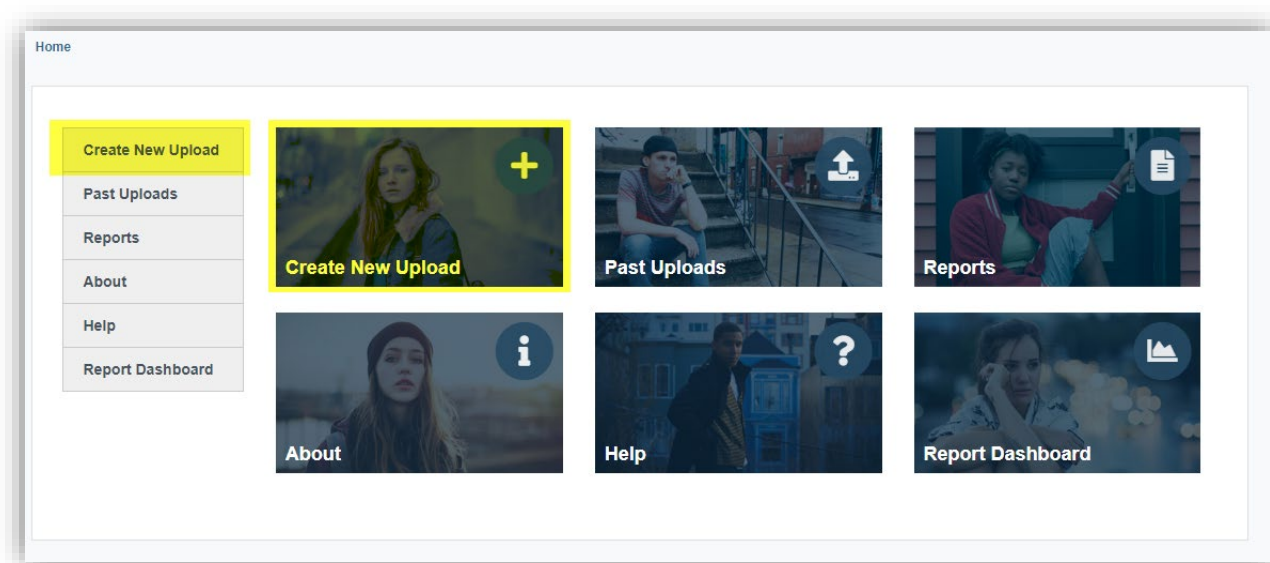 Home
Create New Upload
Past Uploads
Reports
About
Help
Report Dashboard
Create New Upload
Past Uploads
Reports
About
Help
Report Dashboard